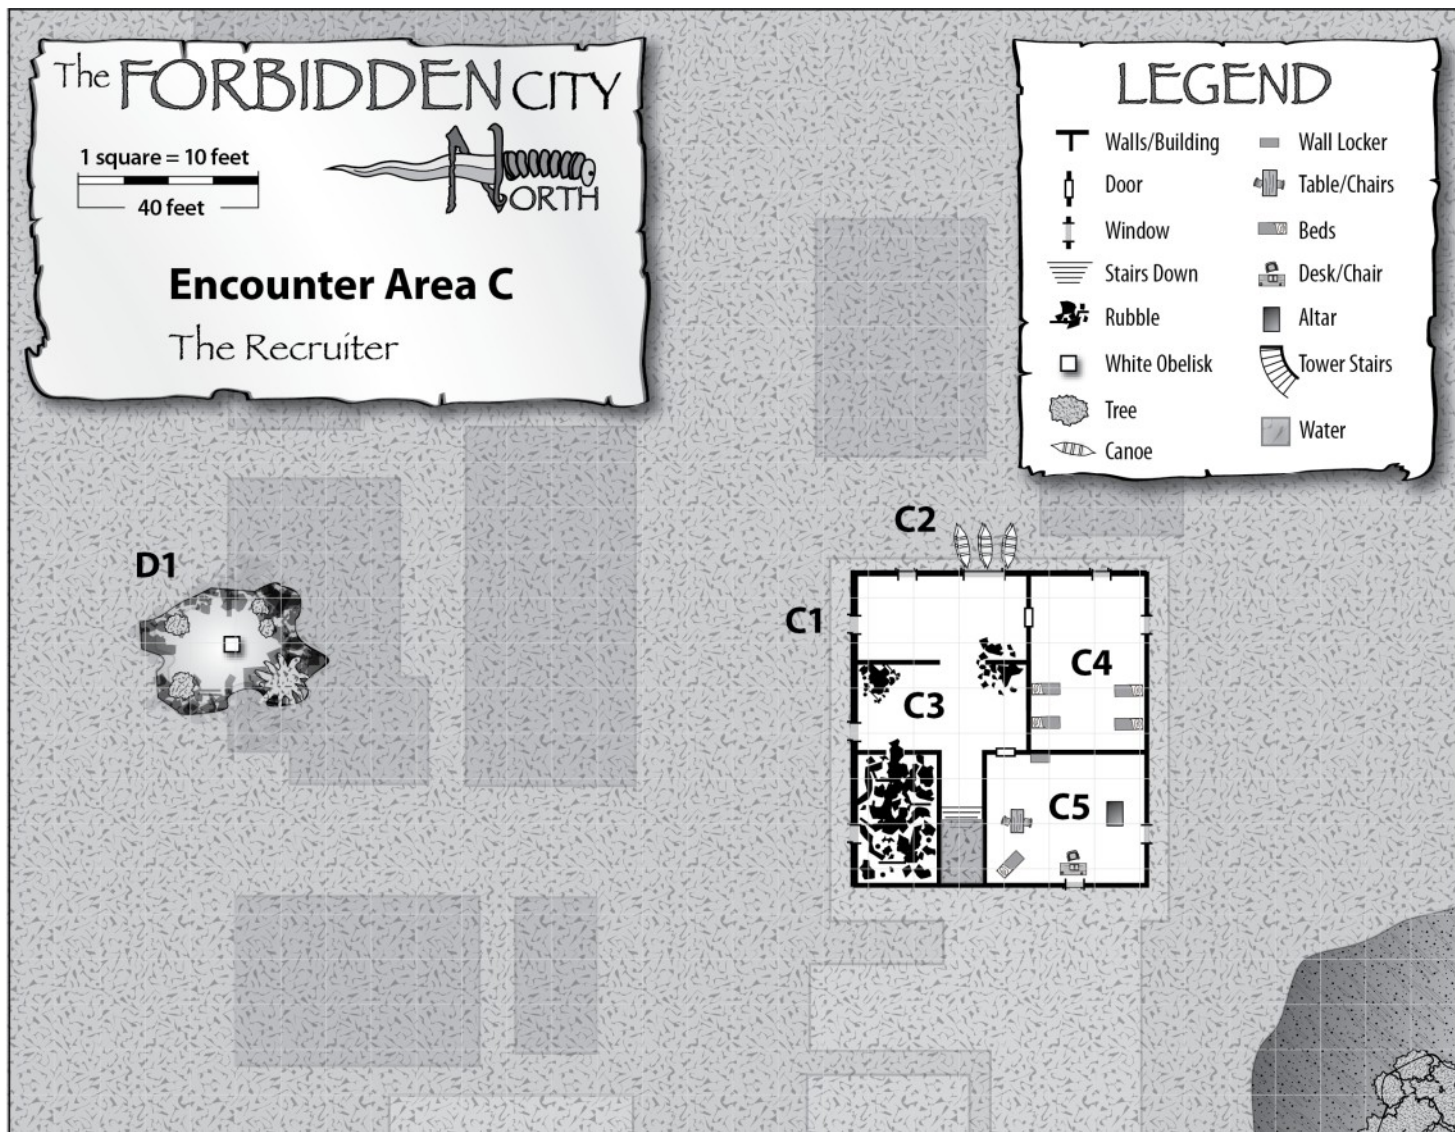 The FORBIDDEN CITY
1 square = 10 feet
40 feet
NORTH
Encounter Area C
The Recruiter
LEGEND
Walls/Building
Door
Window
Stairs Down
Rubble
White Obelisk
Tree
Canoe
Wall Locker
Table/Chairs
Beds
Desk/Chair
Altar
Tower Stairs
Water
C2
D1
C1
C4
C3
C5